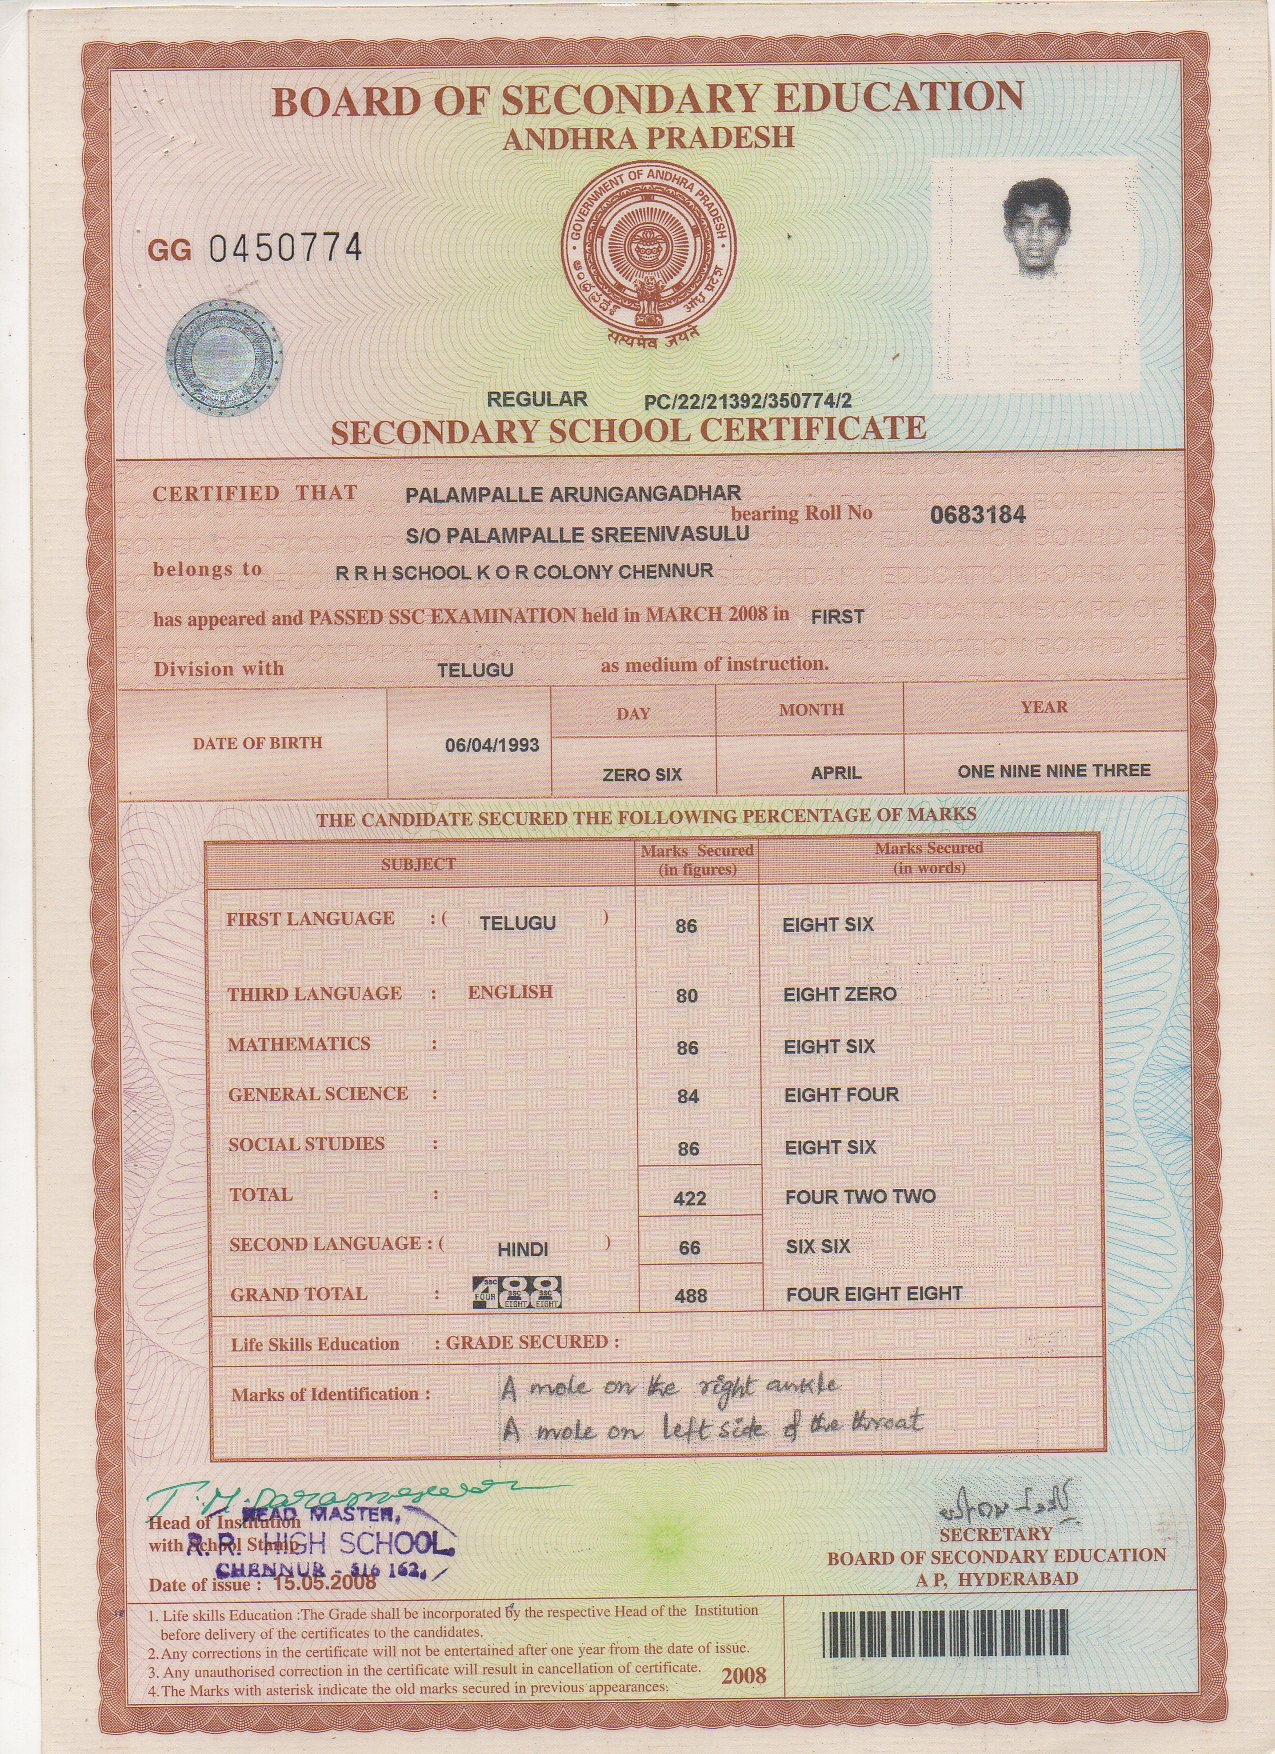 BOARD OF SECONDARY EDUCATION
ANDHRA PRADESH
GOVERNMENT OF ANDHRA PRADESH
ఆంధ్రప్రదేశ్
आंध्र प्रदेश
सत्यमेव जयते
GG 0450774
REGULAR PC/22/21392/350774/2
SECONDARY SCHOOL CERTIFICATE
CERTIFIED THAT PALAMPALLE ARUNGANGADHAR
bearing Roll No 0683184
S/O PALAMPALLE SREENIVASULU
belongs to R R H SCHOOL K O R COLONY CHENNUR
has appeared and PASSED SSC EXAMINATION held in MARCH 2008 in FIRST
Division with TELUGU as medium of instruction.
DATE OF BIRTH 06/04/1993 DAY MONTH YEAR
ZERO SIX APRIL ONE NINE NINE THREE
THE CANDIDATE SECURED THE FOLLOWING PERCENTAGE OF MARKS
SUBJECT Marks Secured (in figures) Marks Secured (in words)
FIRST LANGUAGE : ( TELUGU ) 86 EIGHT SIX
THIRD LANGUAGE : ENGLISH 80 EIGHT ZERO
MATHEMATICS : 86 EIGHT SIX
GENERAL SCIENCE : 84 EIGHT FOUR
SOCIAL STUDIES : 86 EIGHT SIX
TOTAL : 422 FOUR TWO TWO
SECOND LANGUAGE : ( HINDI ) 66 SIX SIX
GRAND TOTAL : 488 488 FOUR EIGHT EIGHT
Life Skills Education : GRADE SECURED :
Marks of Identification : A mole on the right ankle
A mole on left side of the throat
Head of Institution
with School Stamp
HEAD MASTER,
R. R. HIGH SCHOOL,
CHENNUR - 516 162,
Date of issue : 15.05.2008
SECRETARY
BOARD OF SECONDARY EDUCATION
A P, HYDERABAD
1. Life skills Education :The Grade shall be incorporated by the respective Head of the Institution
before delivery of the certificate to the candidates.
2. Any corrections in the certificate will not be entertained after one year from the date of issue.
3. Any unauthorised correction in the certificate will result in cancellation of certificate.
4. The Marks with asterisk indicate the old marks secured in previous appearances.
2008